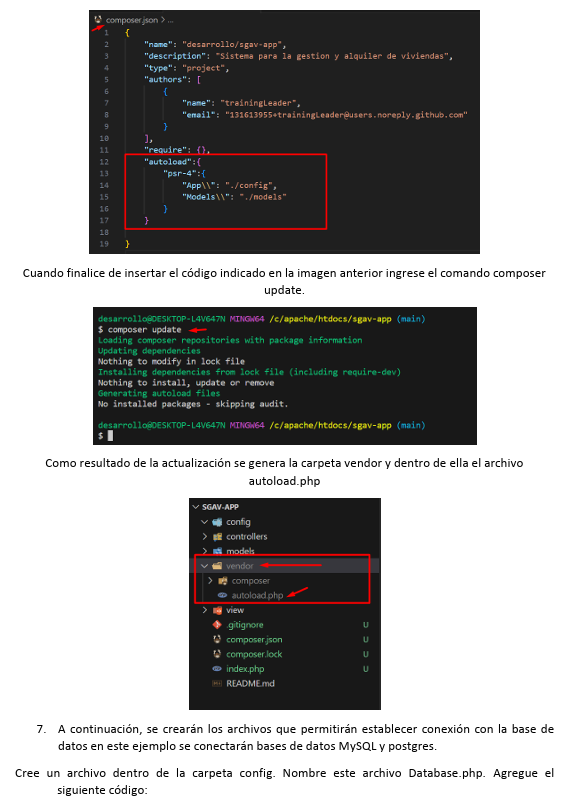 composer.json > ...
1 {
2 "name": "desarrollo/sgav-app",
3 "description": "Sistema para la gestion y alquiler de viviendas",
4 "type": "project",
5 "authors": [
6 {
7 "name": "trainingLeader",
8 "email": "131613955+trainingLeader@users.noreply.github.com"
9 }
10 ],
11 "require": {},
12 "autoload":{
13 "psr-4":{
14 "App\\": "./config",
15 "Models\\": "./models"
16 }
17 }
18
19 }
Cuando finalice de insertar el código indicado en la imagen anterior ingrese el comando composer
update.
desarrollo@DESKTOP-L4V647N MINGW64 /c/apache/htdocs/sgav-app (main)
$ composer update
Loading composer repositories with package information
Updating dependencies
Nothing to modify in lock file
Installing dependencies from lock file (including require-dev)
Nothing to install, update or remove
Generating autoload files
No installed packages - skipping audit.
desarrollo@DESKTOP-L4V647N MINGW64 /c/apache/htdocs/sgav-app (main)
$
Como resultado de la actualización se genera la carpeta vendor y dentro de ella el archivo
autoload.php
SGAV-APP
config
controllers
models
vendor
composer
autoload.php
view
.gitignore U
composer.json U
composer.lock U
index.php U
README.md
7. A continuación, se crearán los archivos que permitirán establecer conexión con la base de
datos en este ejemplo se conectarán bases de datos MySQL y postgres.
Cree un archivo dentro de la carpeta config. Nombre este archivo Database.php. Agregue el
siguiente código: